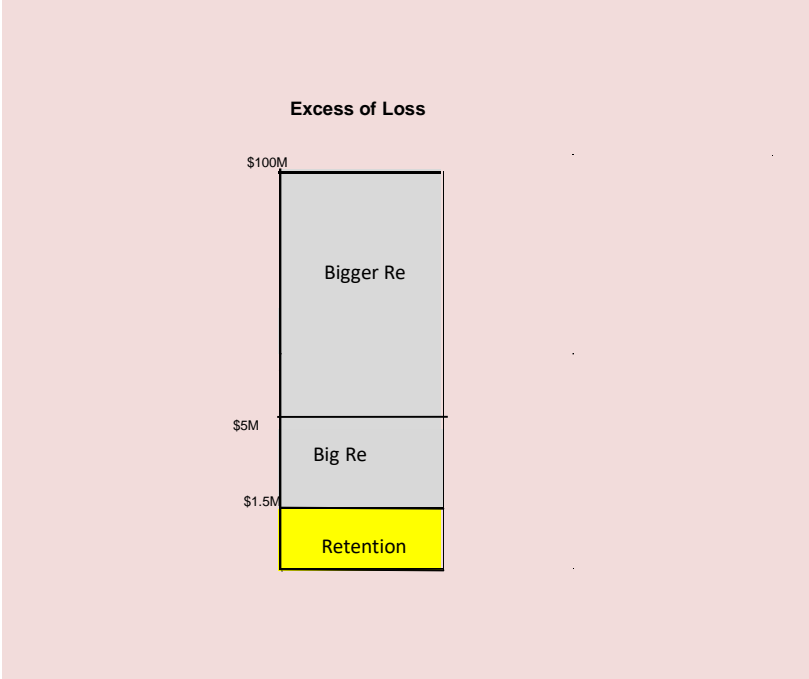 Excess of Loss
$100M
Bigger Re
$5M
Big Re
$1.5M
Retention